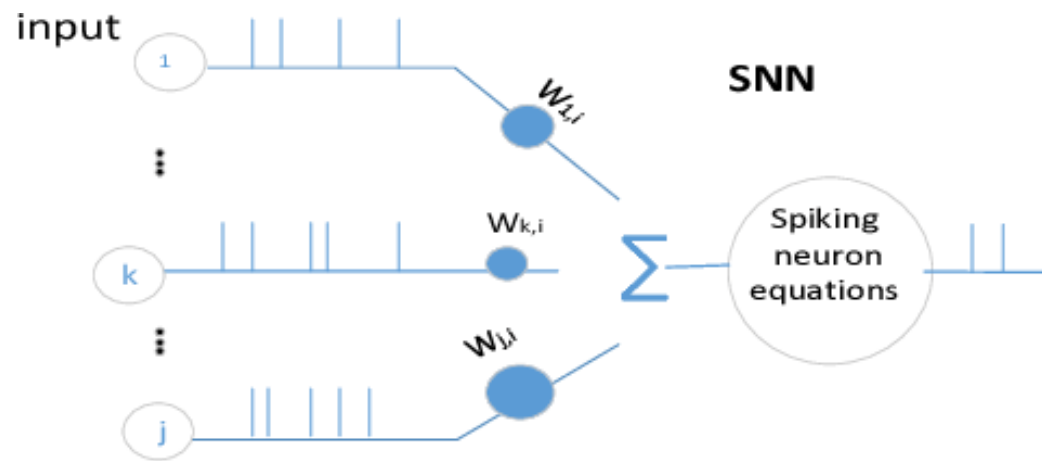 input
1
W1,i
SNN
k
Wk,i
∑
Spiking
neuron
equations
j
Wj,i